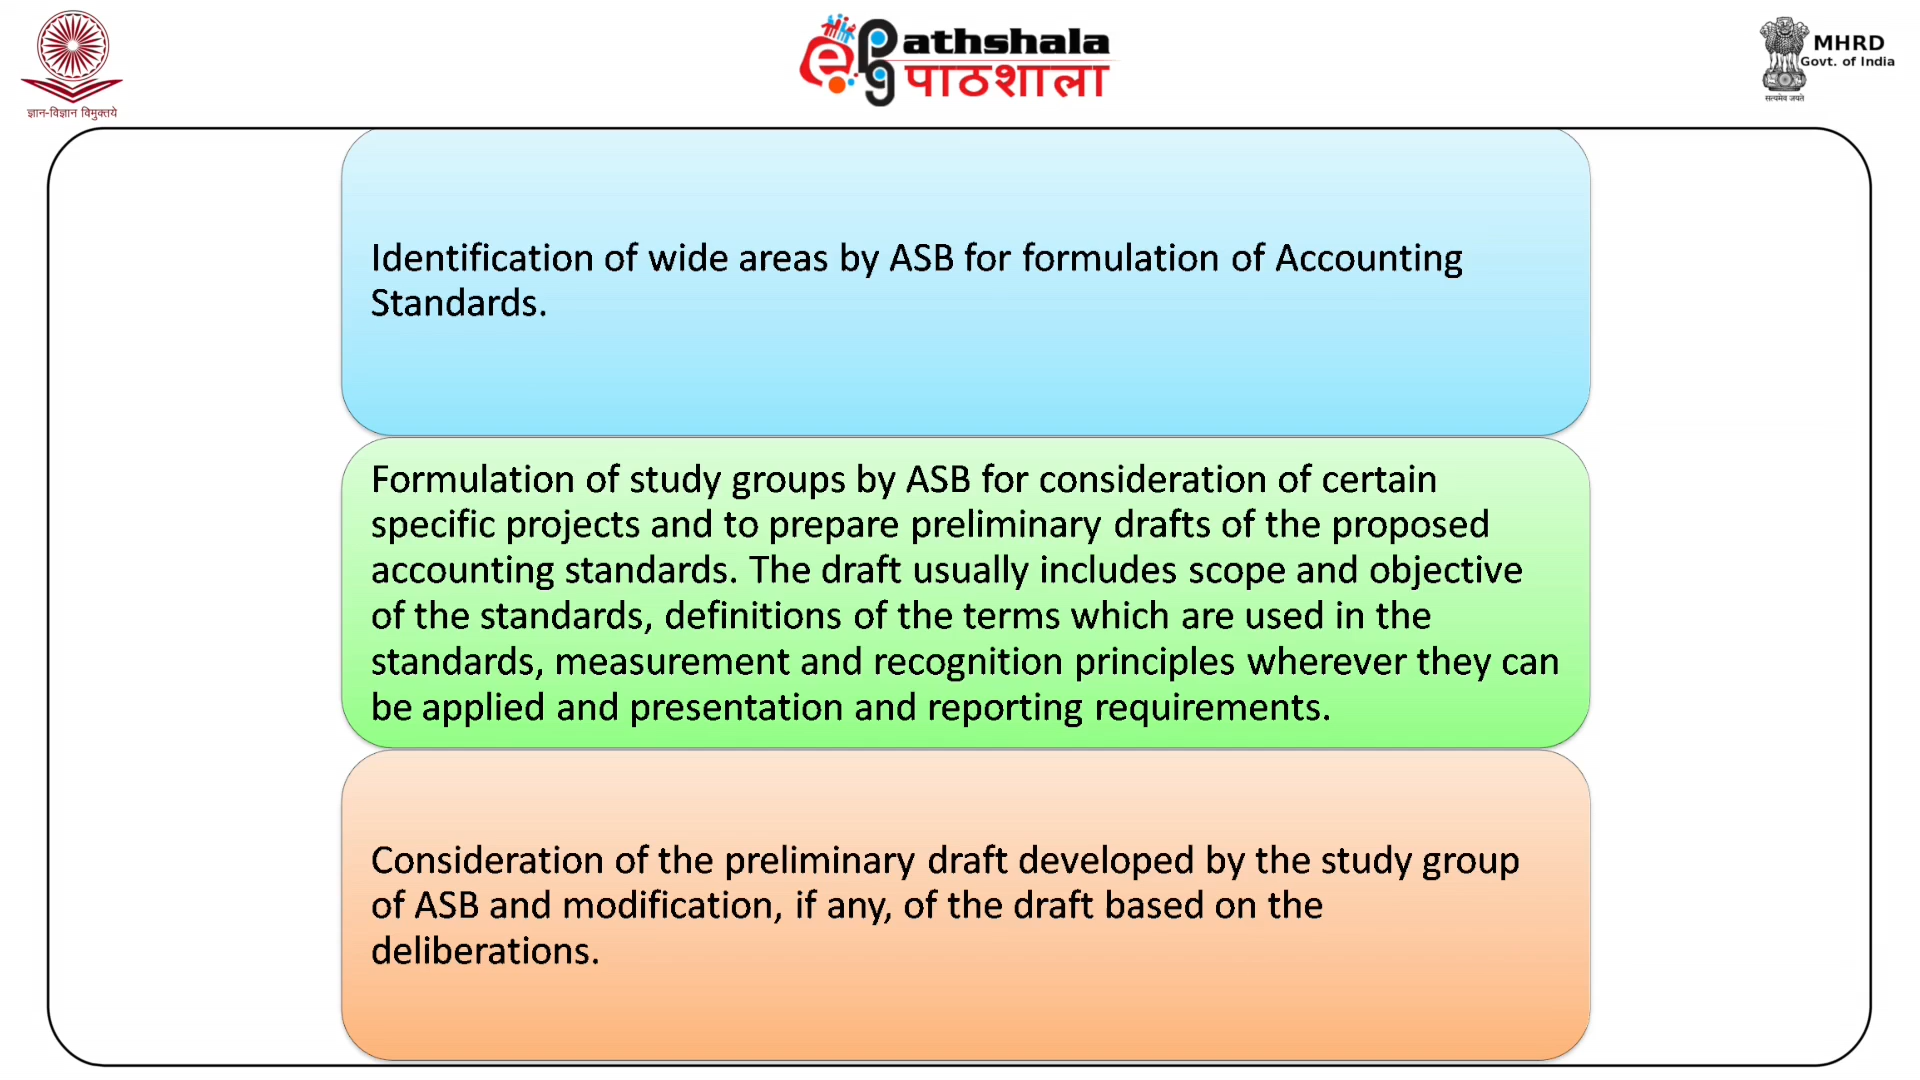 ज्ञान-विज्ञान विमुक्तये
e pg athshala
पाठशाला
MHRD
Govt. of India
सत्यमेव जयते
Identification of wide areas by ASB for formulation of Accounting
Standards.
Formulation of study groups by ASB for consideration of certain
specific projects and to prepare preliminary drafts of the proposed
accounting standards. The draft usually includes scope and objective
of the standards, definitions of the terms which are used in the
standards, measurement and recognition principles wherever they can
be applied and presentation and reporting requirements.
Consideration of the preliminary draft developed by the study group
of ASB and modification, if any, of the draft based on the
deliberations.